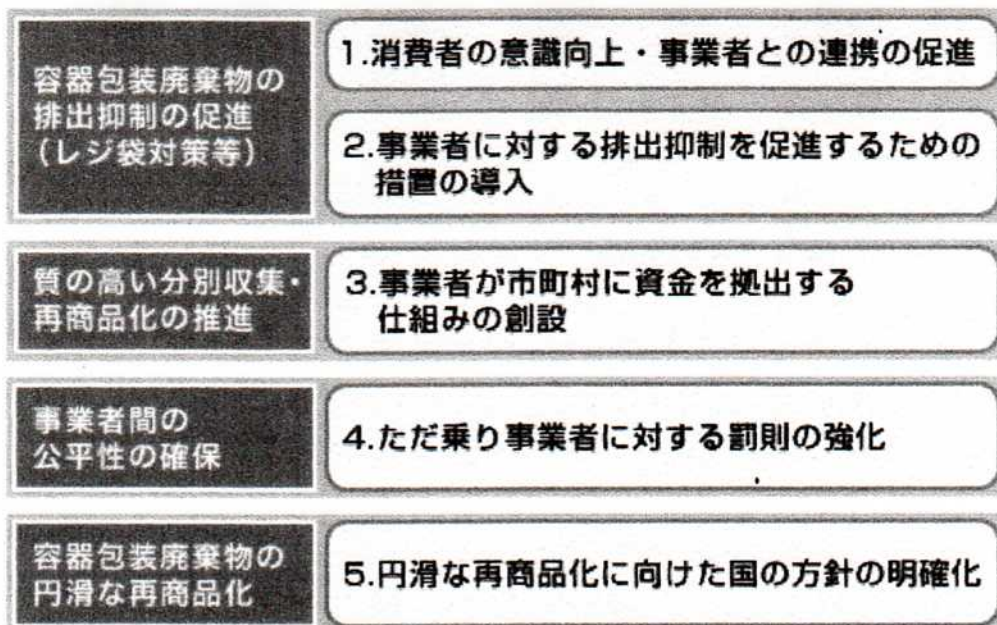 容器包装廃棄物の
排出抑制の促進
(レジ袋対策等)
1.消費者の意識向上・事業者との連携の促進
2.事業者に対する排出抑制を促進するための
措置の導入
質の高い分別収集・
再商品化の推進
3.事業者が市町村に資金を拠出する
仕組みの創設
事業者間の
公平性の確保
4.ただ乗り事業者に対する罰則の強化
容器包装廃棄物の
円滑な再商品化
5.円滑な再商品化に向けた国の方針の明確化